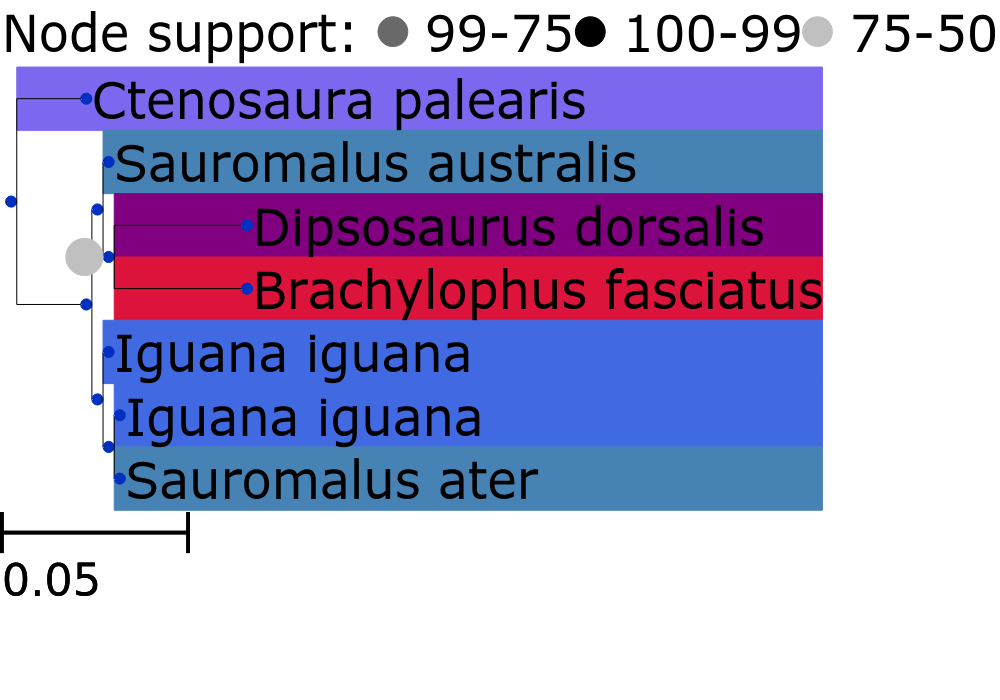 Node support: 99-75 100-99 75-50
Ctenosaura palearis
Sauromalus australis
Dipsosaurus dorsalis
Brachylophus fasciatus
Iguana iguana
Iguana iguana
Sauromalus ater
0.05